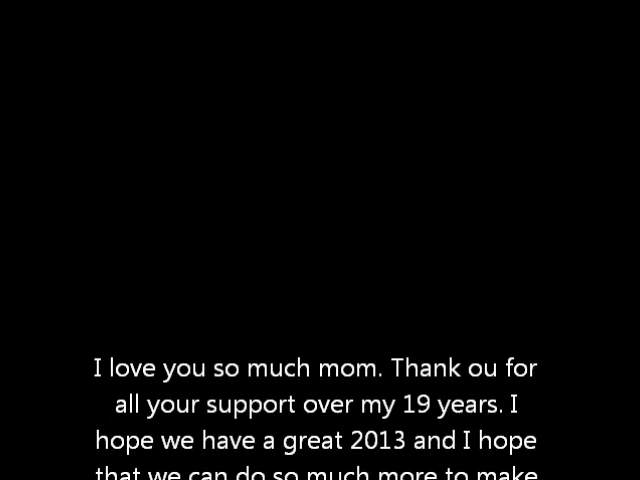 I love you so much mom. Thank ou for
all your support over my 19 years. I
hope we have a great 2013 and I hope
that we can do so much more to make